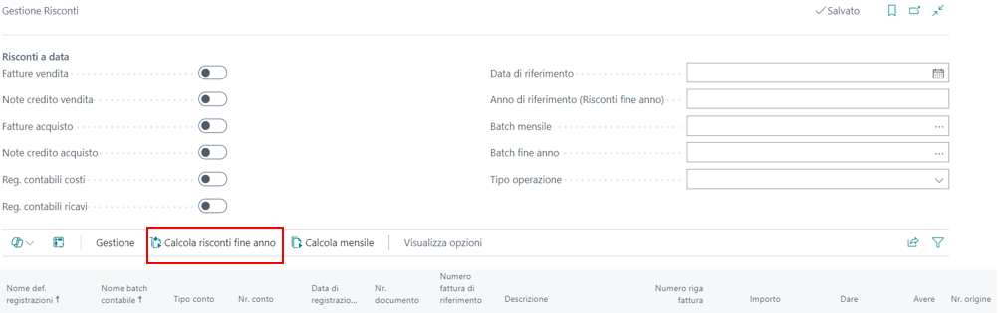 Gestione Risconti
Salvato
Risconti a data
Fatture vendita
Data di riferimento
Note credito vendita
Anno di riferimento (Risconti fine anno)
Fatture acquisto
Batch mensile
Note credito acquisto
Batch fine anno
Reg. contabili costi
Tipo operazione
Reg. contabili ricavi
Gestione Calcola risconti fine anno Calcola mensile Visualizza opzioni
Nome def. registrazioni ↑
Nome batch contabile ↑
Tipo conto
Nr. conto
Data di registrazio...
Nr. documento
Numero fattura di riferimento
Descrizione
Numero riga fattura
Importo
Dare
Avere
Nr. origine